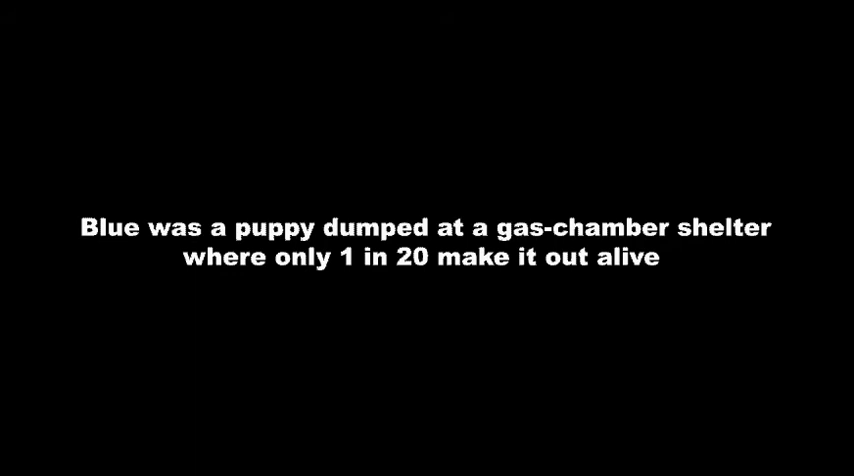 Blue was a puppy dumped at a gas-chamber shelter
where only 1 in 20 make it out alive